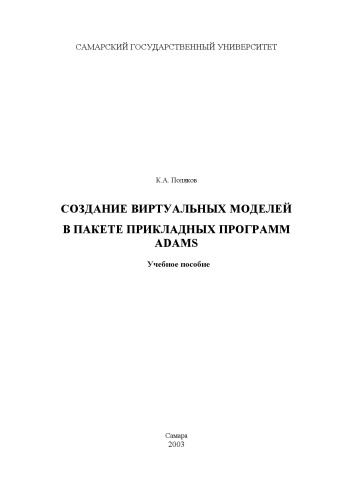 САМАРСКИЙ ГОСУДАРСТВЕННЫЙ УНИВЕРСИТЕТ
К.А. Поляков
СОЗДАНИЕ ВИРТУАЛЬНЫХ МОДЕЛЕЙ
В ПАКЕТЕ ПРИКЛАДНЫХ ПРОГРАММ
ADAMS
Учебное пособие
Самара
2003